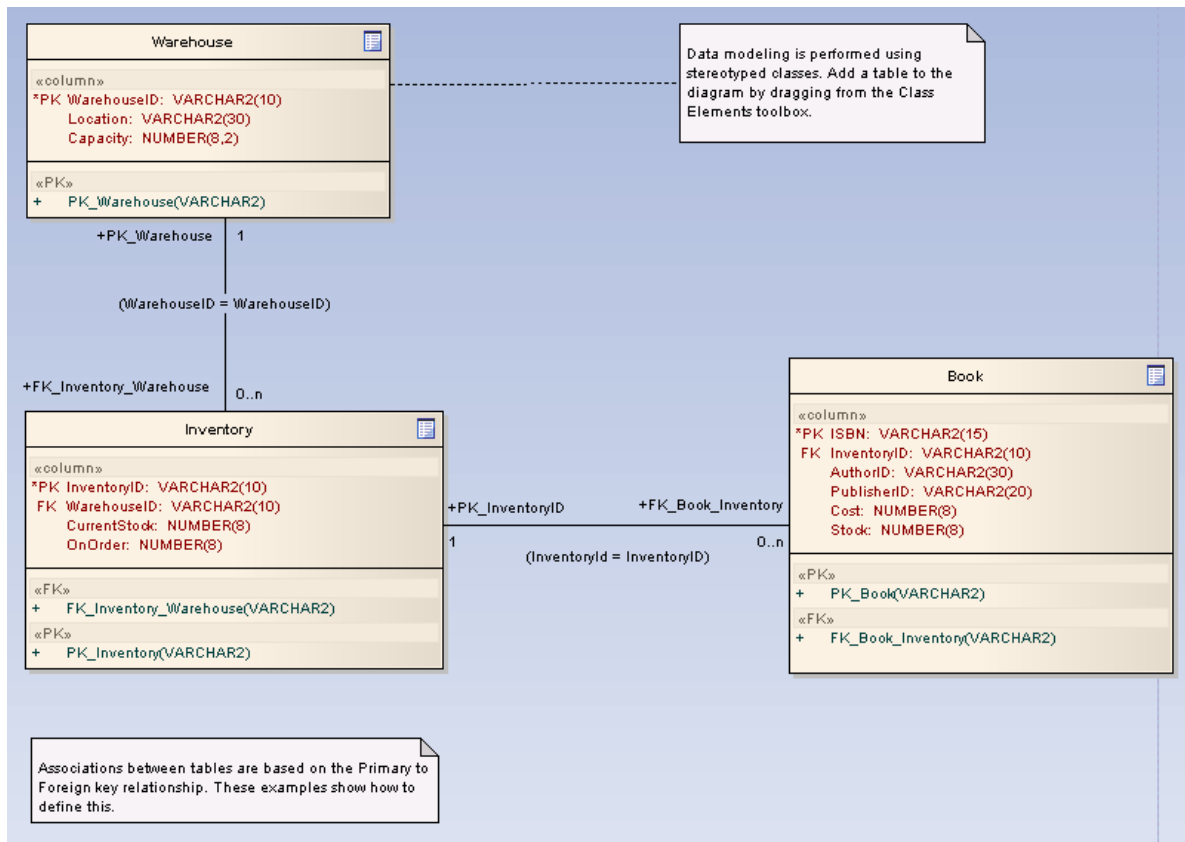 Warehouse
«column»
*PK WarehouseID: VARCHAR2(10)
Location: VARCHAR2(30)
Capacity: NUMBER(8,2)
«PK»
+ PK_Warehouse(VARCHAR2)
Data modeling is performed using
stereotyped classes. Add a table to the
diagram by dragging from the Class
Elements toolbox.
+PK_Warehouse 1
(WarehouseID = WarehouseID)
+FK_Inventory_Warehouse 0..n
Inventory
«column»
*PK InventoryID: VARCHAR2(10)
FK WarehouseID: VARCHAR2(10)
CurrentStock: NUMBER(8)
OnOrder: NUMBER(8)
«FK»
+ FK_Inventory_Warehouse(VARCHAR2)
«PK»
+ PK_Inventory(VARCHAR2)
+PK_InventoryID +FK_Book_Inventory
1 0..n
(InventoryId = InventoryID)
Book
«column»
*PK ISBN: VARCHAR2(15)
FK InventoryID: VARCHAR2(10)
AuthorID: VARCHAR2(30)
PublisherID: VARCHAR2(20)
Cost: NUMBER(8)
Stock: NUMBER(8)
«PK»
+ PK_Book(VARCHAR2)
«FK»
+ FK_Book_Inventory(VARCHAR2)
Associations between tables are based on the Primary to
Foreign key relationship. These examples show how to
define this.